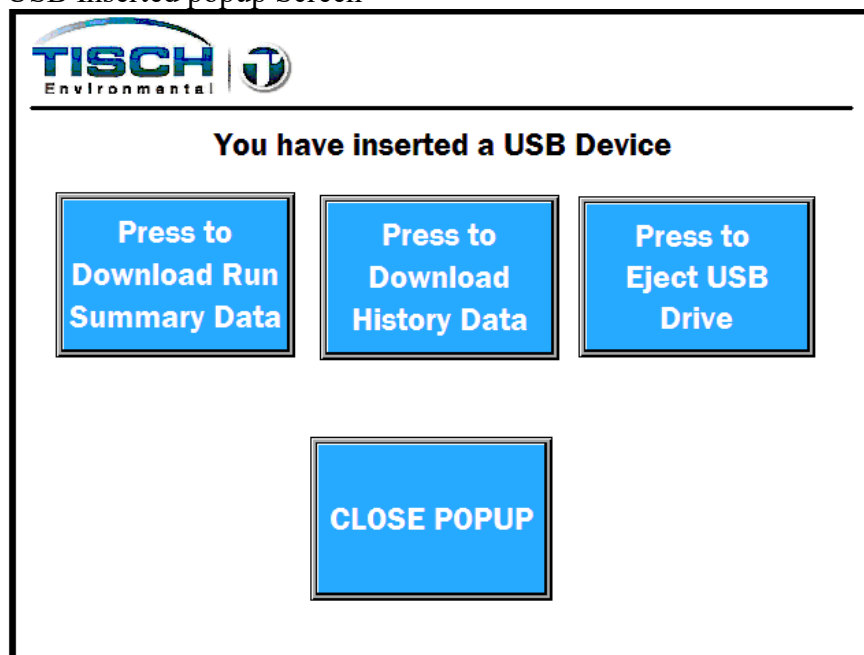 USB Inserted popup Screen
TISCH
Environmental
You have inserted a USB Device
Press to
Download Run
Summary Data
Press to
Download
History Data
Press to
Eject USB
Drive
CLOSE POPUP